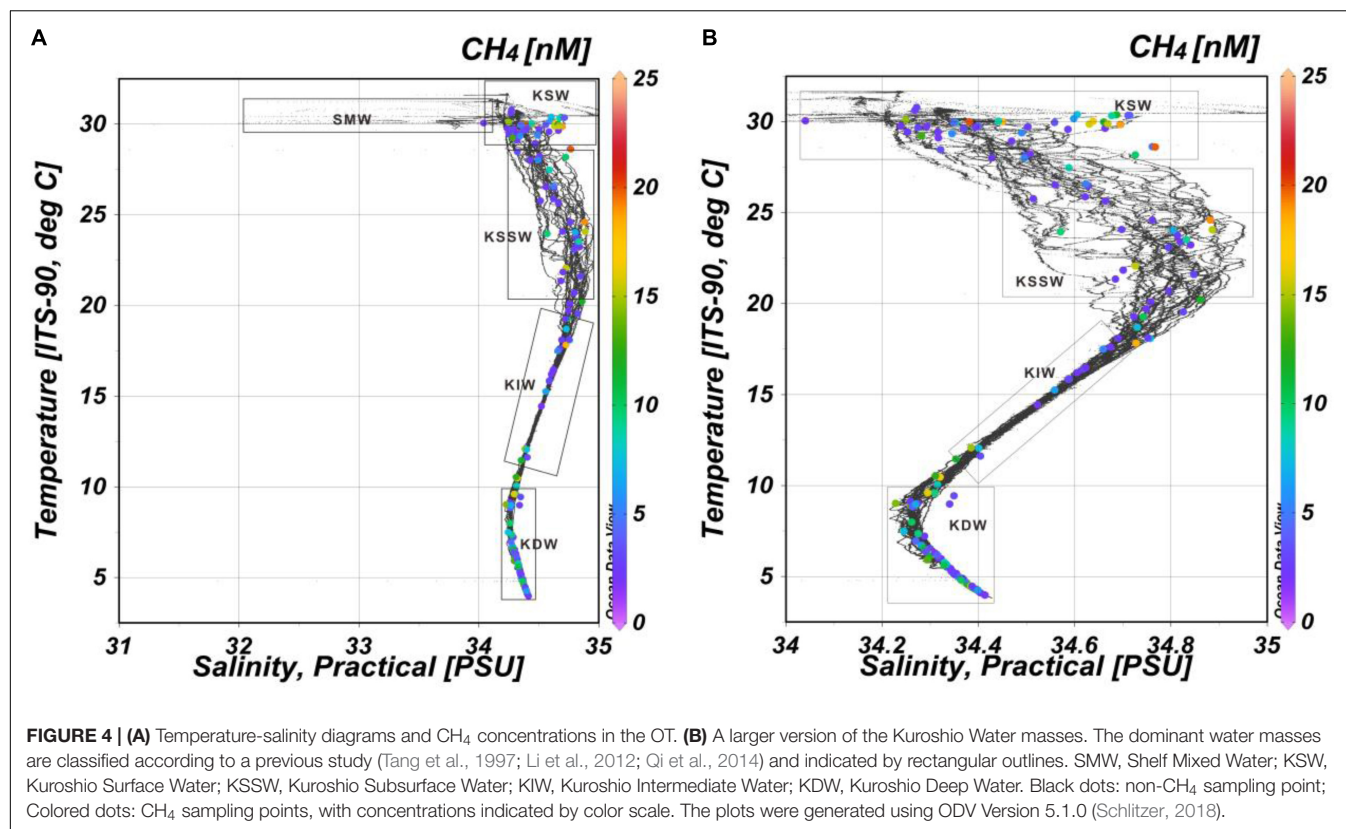 A
CH4 [nM]
25
20
15
10
5
0
Ocean Data View
Temperature [ITS-90, deg C]
30
25
20
15
10
5
KSW
SMW
KSSW
KIW
KDW
31
32
33
34
35
Salinity, Practical [PSU]
B
CH4 [nM]
25
20
15
10
5
0
Ocean Data View
Temperature [ITS-90, deg C]
30
25
20
15
10
5
KSW
KSSW
KIW
KDW
34
34.2
34.4
34.6
34.8
35
Salinity, Practical [PSU]
FIGURE 4 | (A) Temperature-salinity diagrams and CH4 concentrations in the OT. (B) A larger version of the Kuroshio Water masses. The dominant water masses
are classified according to a previous study (Tang et al., 1997; Li et al., 2012; Qi et al., 2014) and indicated by rectangular outlines. SMW, Shelf Mixed Water; KSW,
Kuroshio Surface Water; KSSW, Kuroshio Subsurface Water; KIW, Kuroshio Intermediate Water; KDW, Kuroshio Deep Water. Black dots: non-CH4 sampling point;
Colored dots: CH4 sampling points, with concentrations indicated by color scale. The plots were generated using ODV Version 5.1.0 (Schlitzer, 2018).